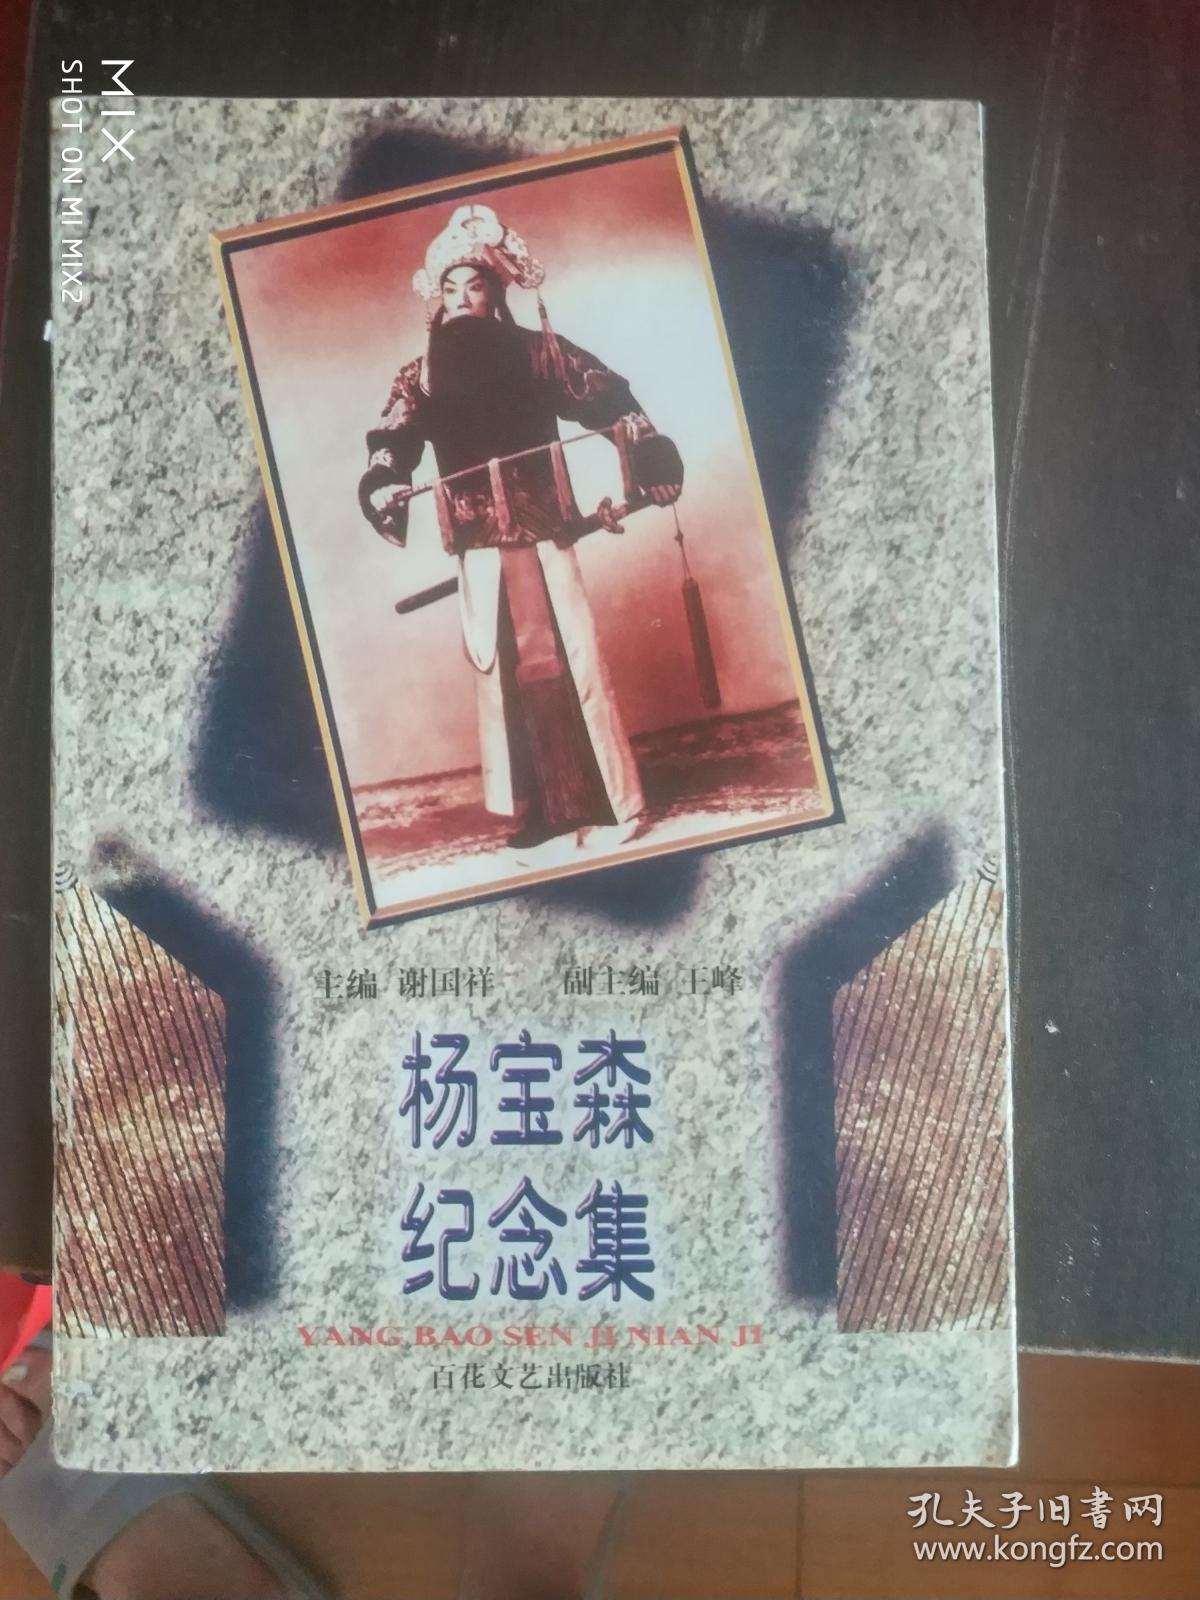 MIX
SHOT ON MI MIX2
主编 谢国祥 副主编 王峰
杨宝森
纪念集
YANG BAO SEN JI NIAN JI
百花文艺出版社
孔夫子旧书网
www.kongfz.com